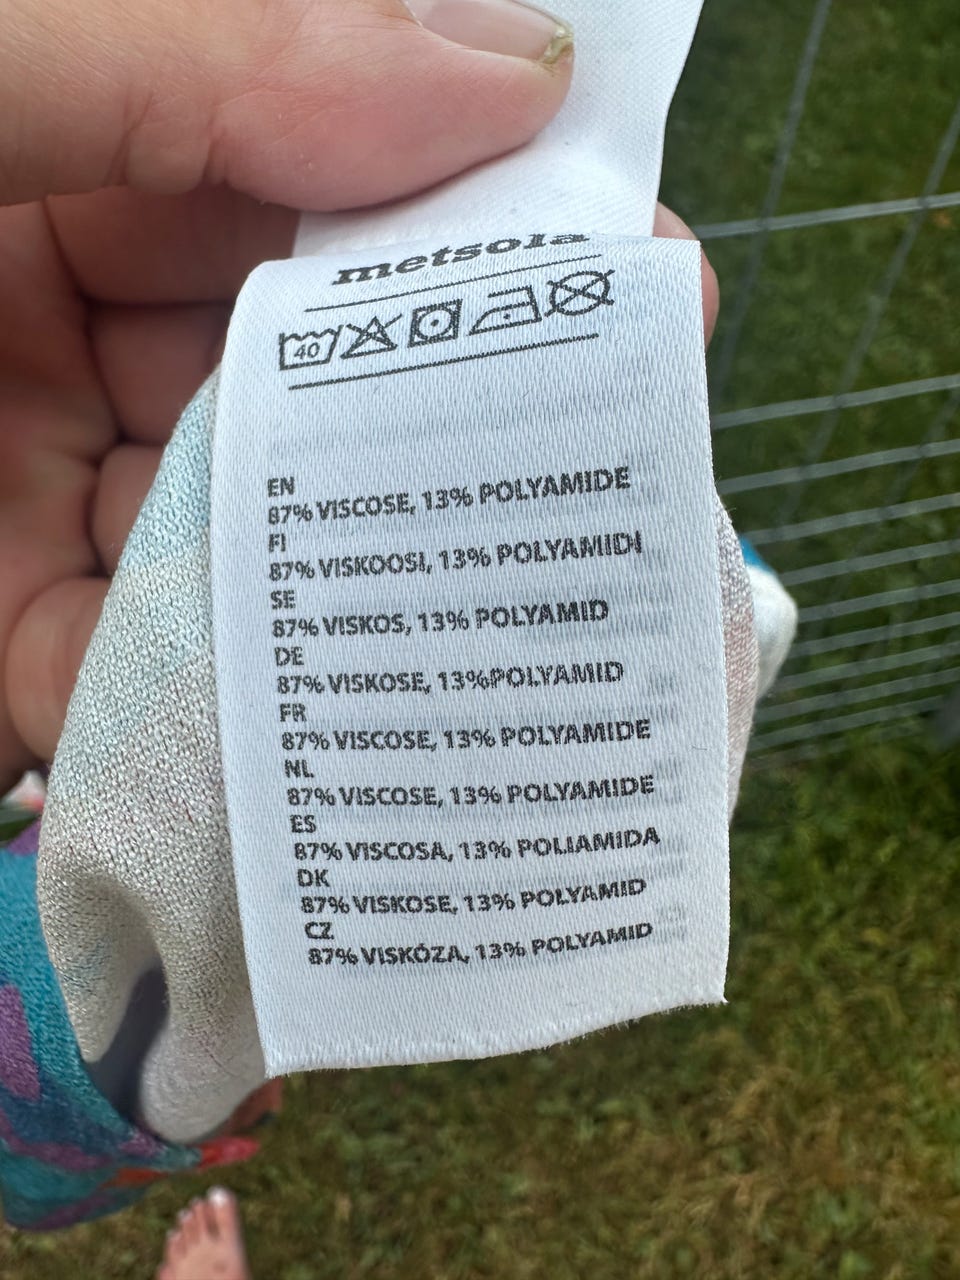 metsola
40
EN
87% VISCOSE, 13% POLYAMIDE
FI
87% VISKOOSI, 13% POLYAMIDI
SE
87% VISKOS, 13% POLYAMID
DE
87% VISKOSE, 13%POLYAMID
FR
87% VISCOSE, 13% POLYAMIDE
NL
87% VISCOSE, 13% POLYAMIDE
ES
87% VISCOSA, 13% POLIAMIDA
DK
87% VISKOSE, 13% POLYAMID
CZ
87% VISKÓZA, 13% POLYAMID